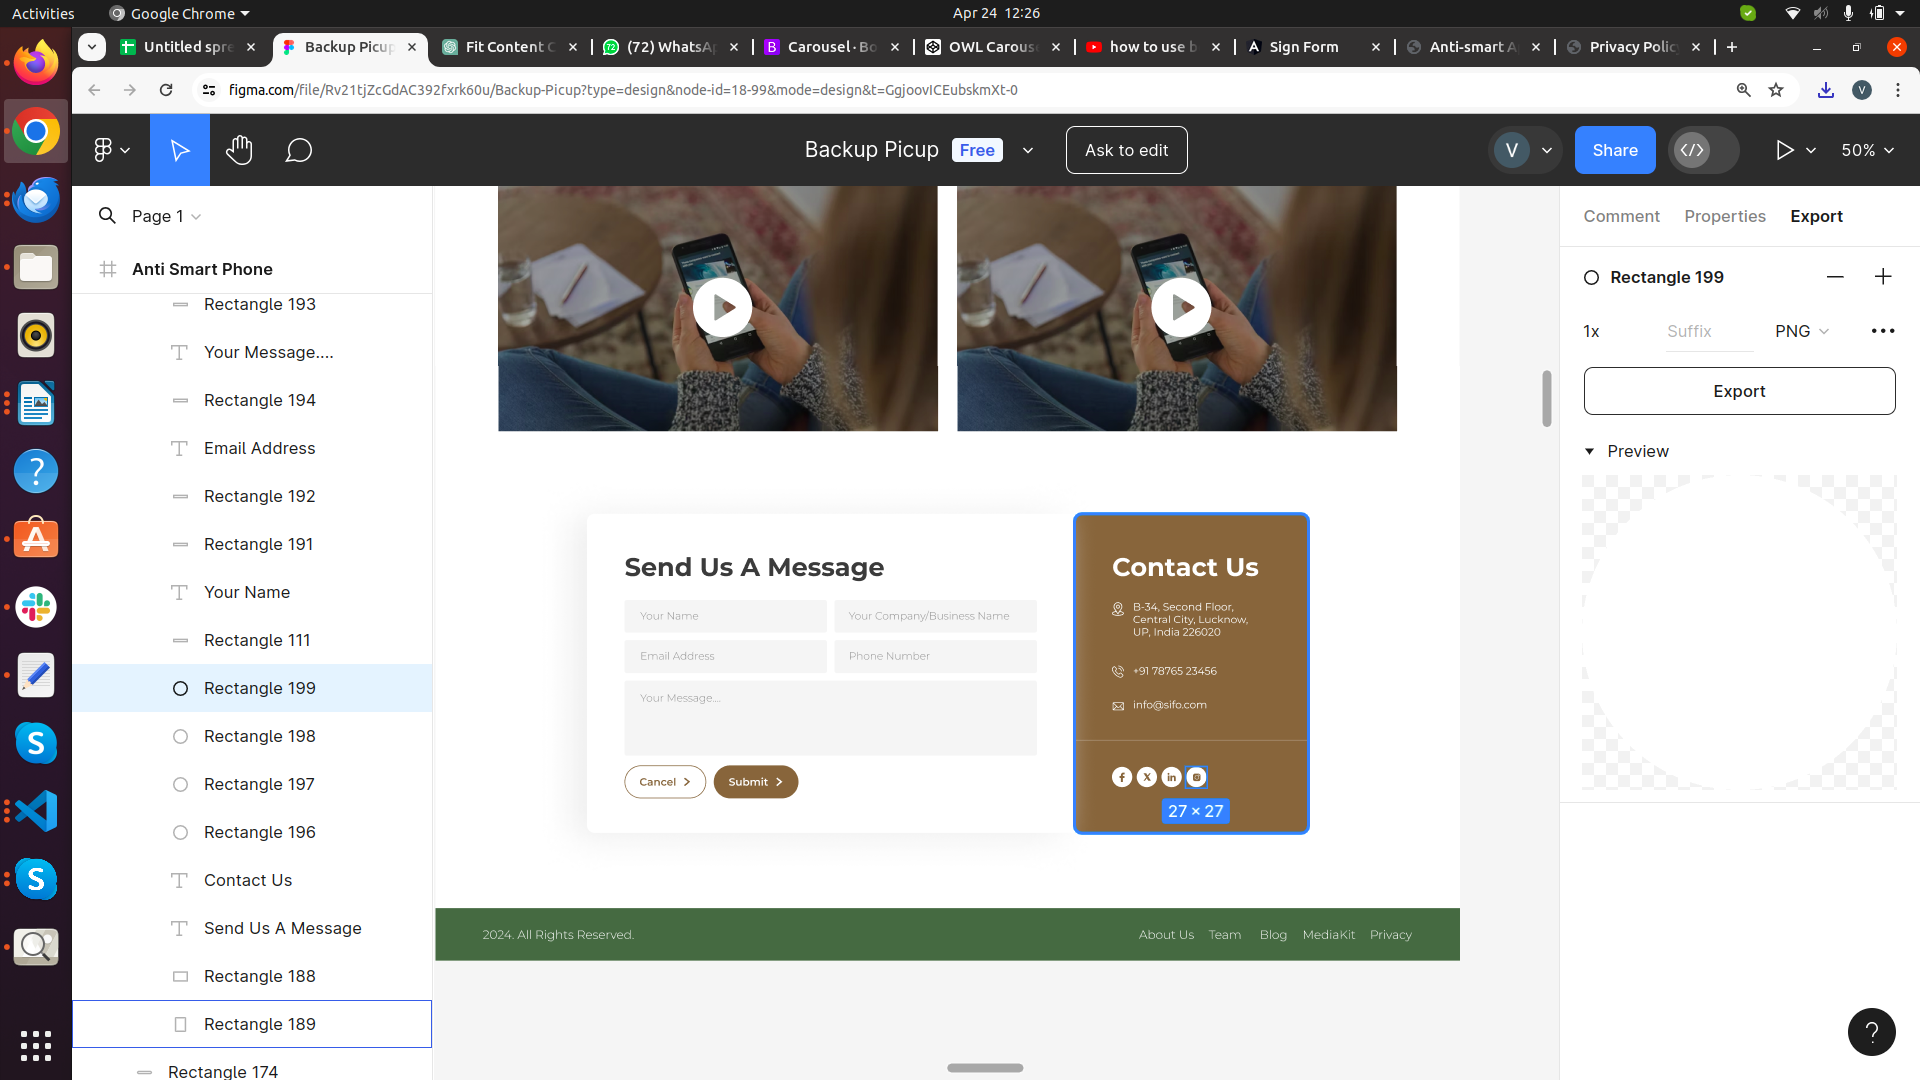 Activities
Google Chrome
Apr 24 12:26
Untitled spre
Backup Picup
Fit Content C
(72) WhatsAp
Carousel · Bo
OWL Carouse
how to use b
Sign Form
Anti-smart A
Privacy Polic
figma.com/file/Rv21tjZcGdAC392fxrk60u/Backup-Picup?type=design&node-id=18-99&mode=design&t=GgjoovICEubskmXt-0
V
Backup Picup
Free
Ask to edit
V
Share
50%
Page 1
Anti Smart Phone
Rectangle 193
Your Message....
Rectangle 194
Email Address
Rectangle 192
Rectangle 191
Your Name
Rectangle 111
Rectangle 199
Rectangle 198
Rectangle 197
Rectangle 196
Contact Us
Send Us A Message
Rectangle 188
Rectangle 189
Rectangle 174
Send Us A Message
Your Name
Your Company/Business Name
Email Address
Phone Number
Your Message....
Cancel
Submit
Contact Us
B-34, Second Floor,
Central City, Lucknow,
UP, India 226020
+91 78765 23456
info@sifo.com
27 × 27
2024. All Rights Reserved.
About Us
Team
Blog
MediaKit
Privacy
Comment
Properties
Export
Rectangle 199
1x
Suffix
PNG
Export
Preview
?